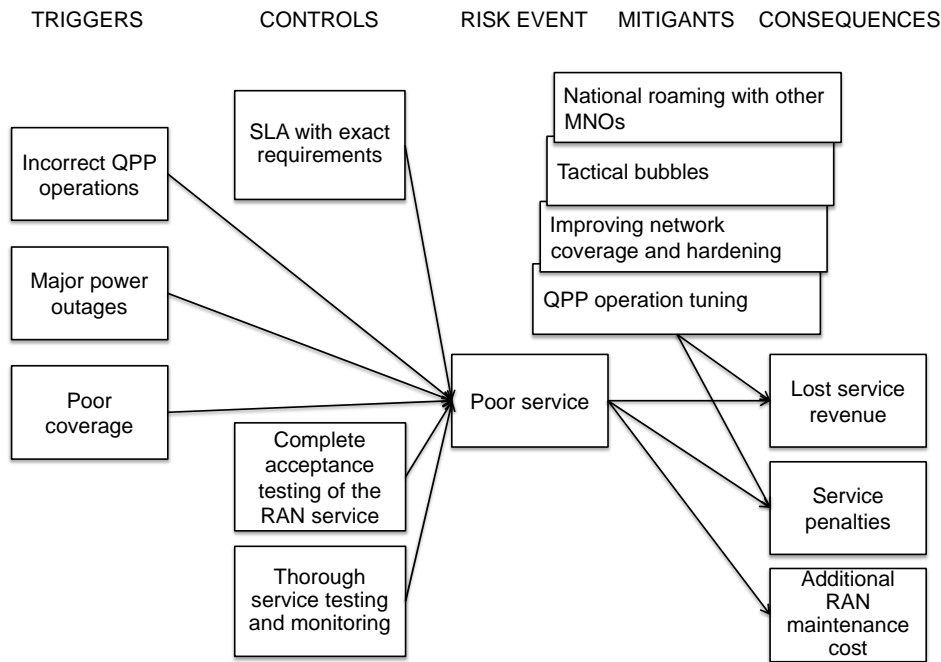 TRIGGERS CONTROLS RISK EVENT MITIGANTS CONSEQUENCES
Incorrect QPP
operations
Major power
outages
Poor
coverage
SLA with exact
requirements
Complete
acceptance
testing of the
RAN service
Thorough
service testing
and monitoring
Poor service
National roaming with other
MNOs
Tactical bubbles
Improving network
coverage and hardening
QPP operation tuning
Lost service
revenue
Service
penalties
Additional
RAN
maintenance
cost